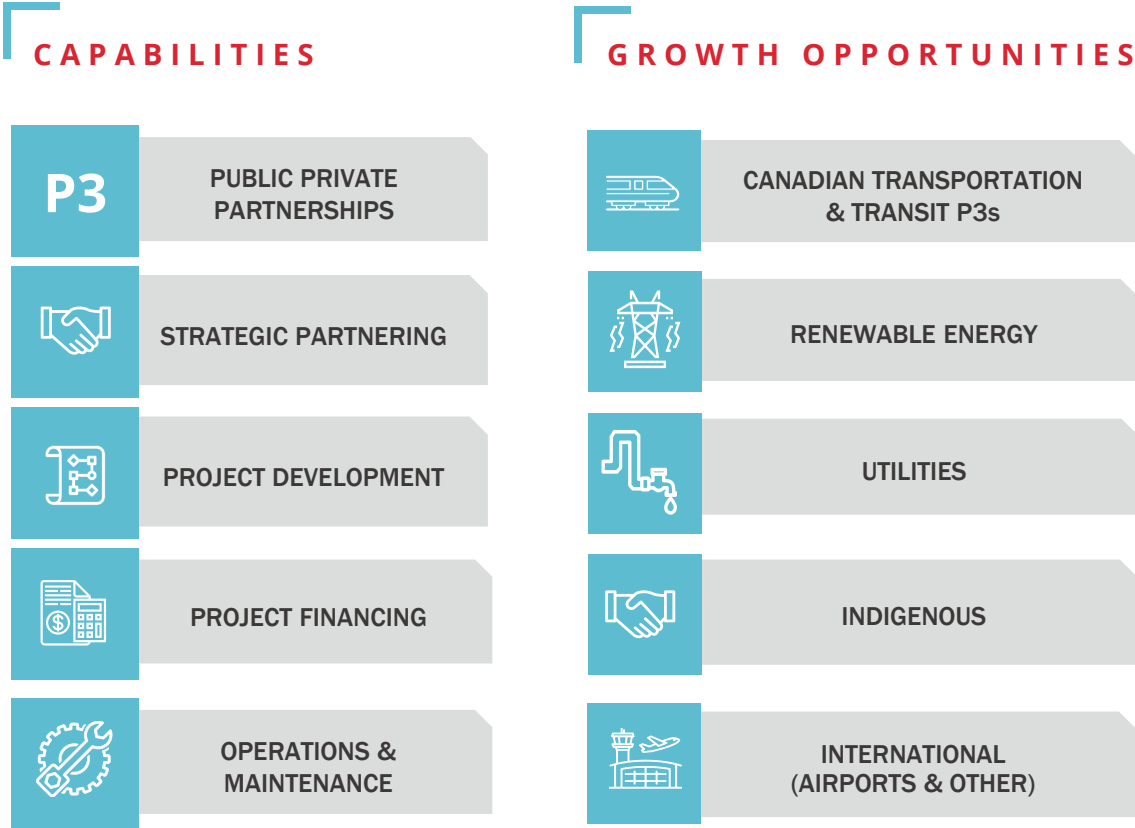 CAPABILITIES
P3
PUBLIC PRIVATE
PARTNERSHIPS
STRATEGIC PARTNERING
PROJECT DEVELOPMENT
$
PROJECT FINANCING
OPERATIONS &
MAINTENANCE
GROWTH OPPORTUNITIES
CANADIAN TRANSPORTATION
& TRANSIT P3s
RENEWABLE ENERGY
UTILITIES
INDIGENOUS
INTERNATIONAL
(AIRPORTS & OTHER)